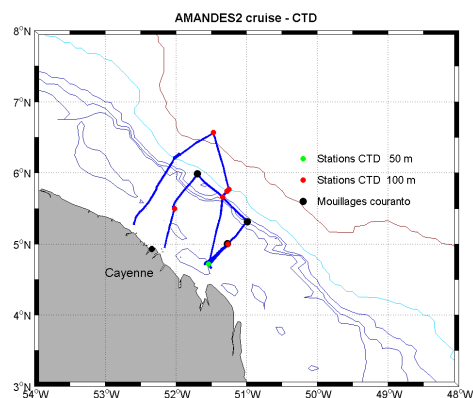 AMANDES2 cruise - CTD
8°N
7°N
6°N
5°N
4°N
3°N
Stations CTD 50 m
Stations CTD 100 m
Mouillages couranto
Cayenne
54°W 53°W 52°W 51°W 50°W 49°W 48°W